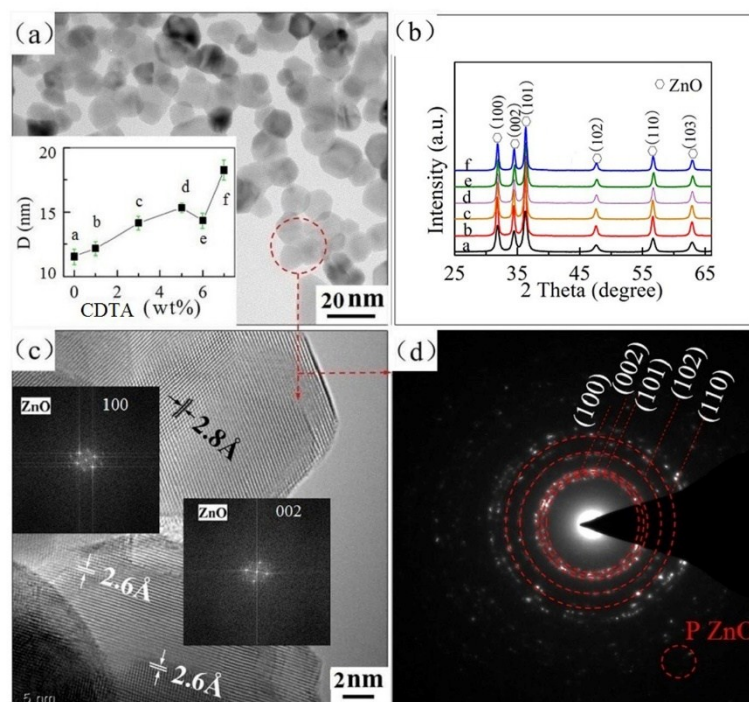 (a)
20
15
10
D (nm)
a
b
c
d
e
f
0
2
4
6
CDTA (wt%)
20nm
(b)
ZnO
(100)
(002)
(101)
(102)
(110)
(103)
f
e
d
c
b
a
Intensity (a.u.)
25 35 45 55 65
2 Theta (degree)
(c)
ZnO 100
2.8Å
ZnO 002
2.6Å
2.6Å
2nm
5 nm
(d)
(100)
(002)
(101)
(102)
(110)
P ZnO